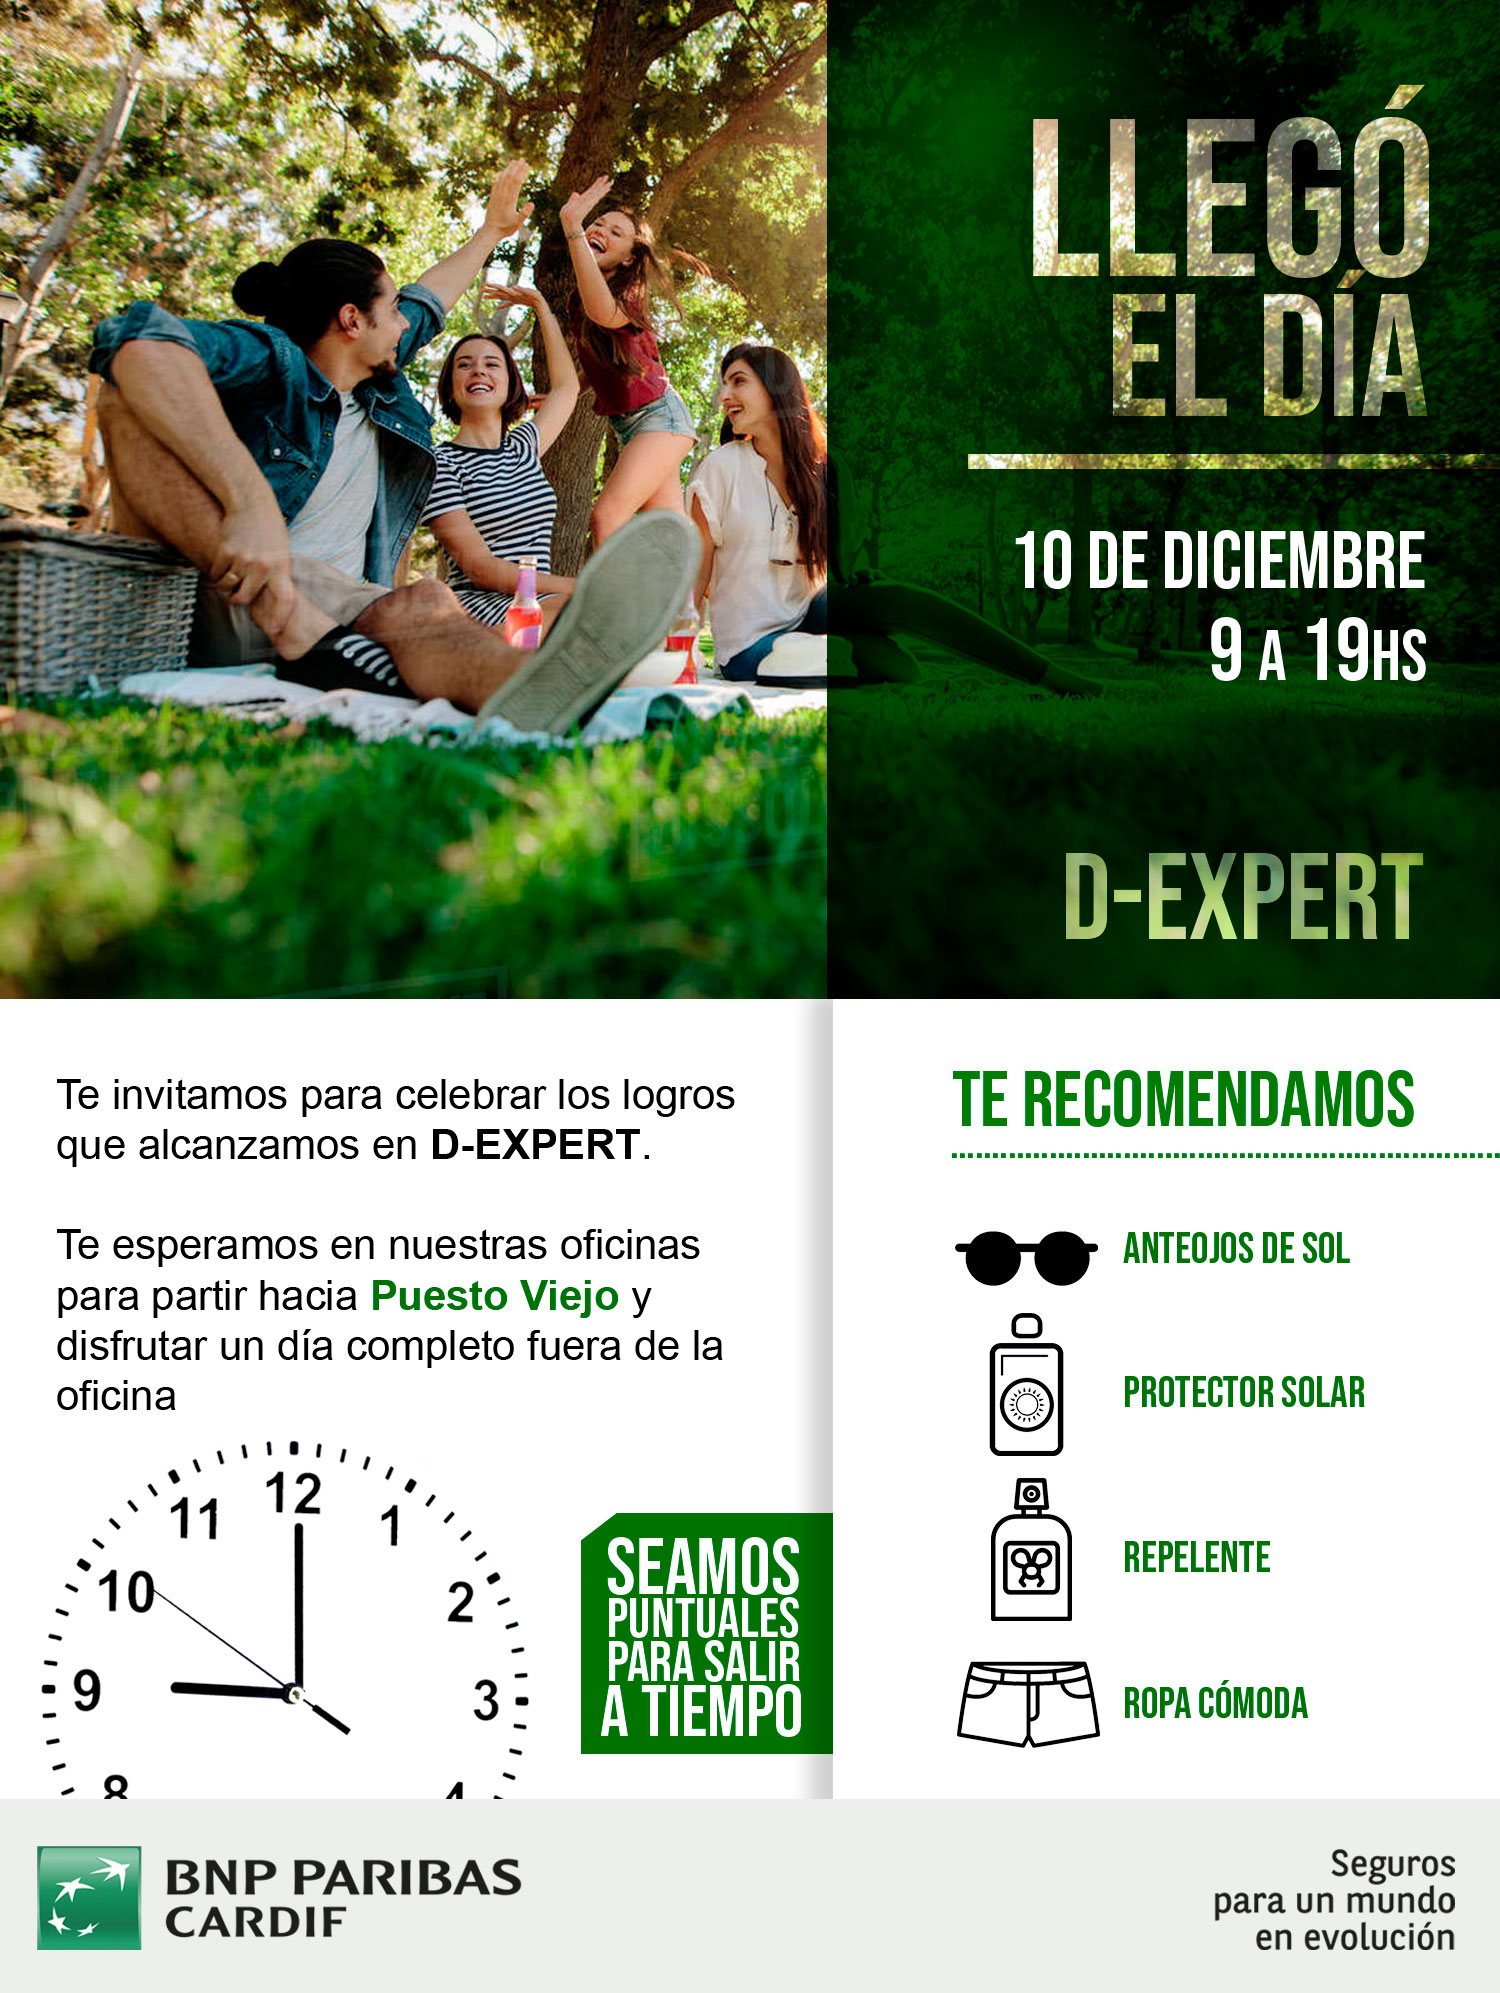 LLEGÓ
EL DÍA
10 DE DICIEMBRE
9 A 19HS
D-EXPERT
Te invitamos para celebrar los logros
que alcanzamos en D-EXPERT.
Te esperamos en nuestras oficinas
para partir hacia Puesto Viejo y
disfrutar un día completo fuera de la
oficina
12
11
1
10
2
9
3
8
4
SEAMOS
PUNTUALES
PARA SALIR
A TIEMPO
TE RECOMENDAMOS
ANTEOJOS DE SOL
PROTECTOR SOLAR
REPELENTE
ROPA CÓMODA
BNP PARIBAS
CARDIF
Seguros
para un mundo
en evolución